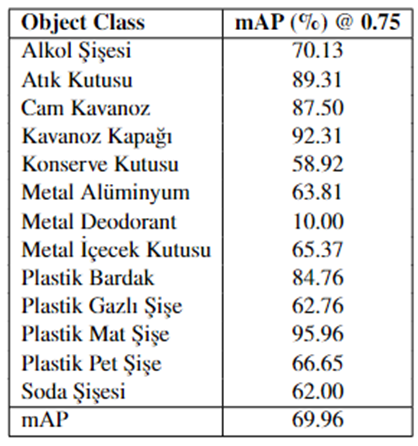 Object Class mAP (%) @ 0.75
Alkol Şişesi 70.13
Atık Kutusu 89.31
Cam Kavanoz 87.50
Kavanoz Kapağı 92.31
Konserve Kutusu 58.92
Metal Alüminyum 63.81
Metal Deodorant 10.00
Metal İçecek Kutusu 65.37
Plastik Bardak 84.76
Plastik Gazlı Şişe 62.76
Plastik Mat Şişe 95.96
Plastik Pet Şişe 66.65
Soda Şişesi 62.00
mAP 69.96